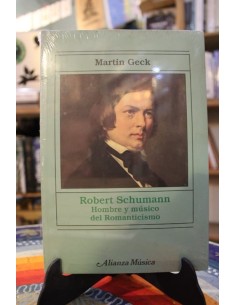 Martin Geck
Robert Schumann
Hombre y músico
del Romanticismo
Alianza Música